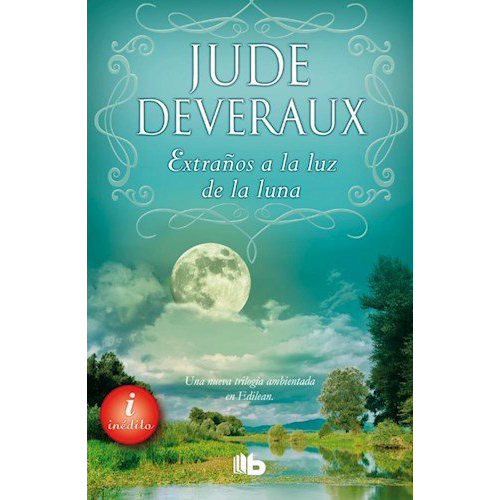 JUDE
DEVERAUX
Extraños a la luz
de la luna
Una nueva trilogía ambientada
en Edilean.
i
inédito
b